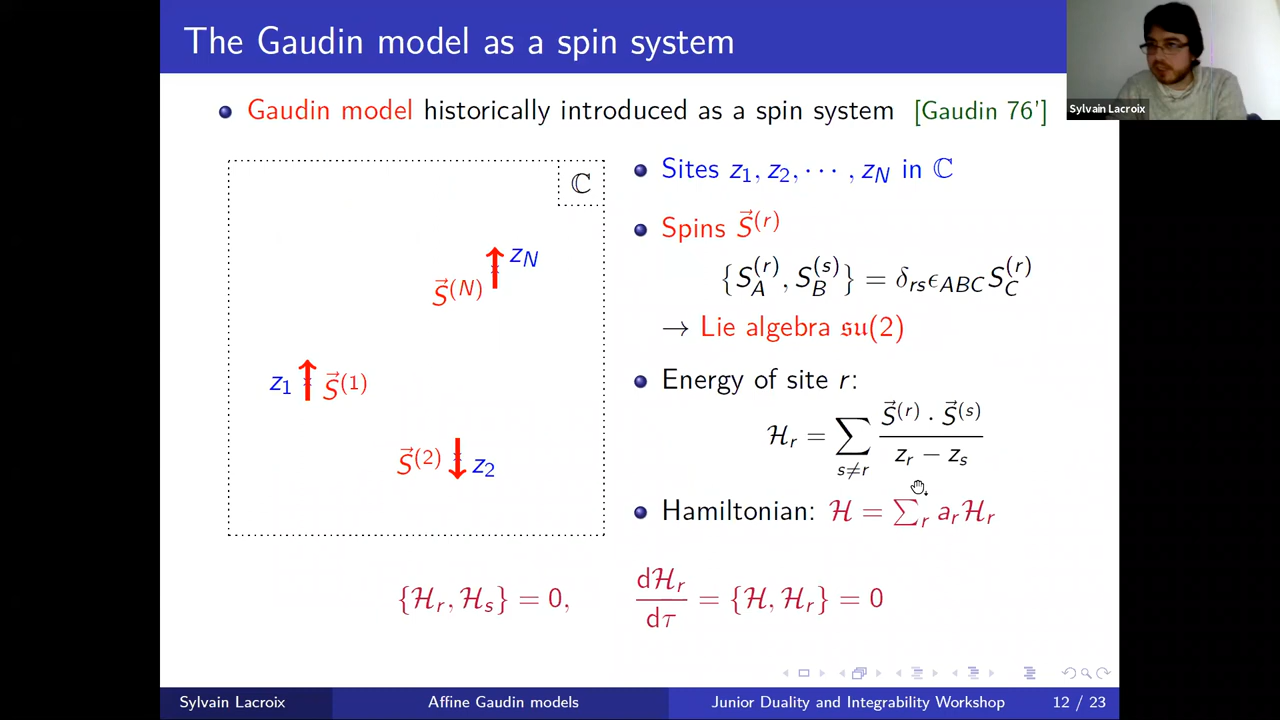 The Gaudin model as a spin system
Sylvain Lacroix
Gaudin model historically introduced as a spin system [Gaudin 76']
ℂ
z_N
S⃗^(N)
z_1 S⃗^(1)
S⃗^(2) z_2
Sites z_1, z_2, ⋯ , z_N in ℂ
Spins S⃗^(r)
{S_A^(r), S_B^(s)} = δ_rs ε_ABC S_C^(r)
→ Lie algebra 𝔰𝔲(2)
Energy of site r:
ℋ_r = ∑_{s≠r} (S⃗^(r) · S⃗^(s)) / (z_r − z_s)
Hamiltonian: ℋ = ∑_r a_r ℋ_r
{ℋ_r, ℋ_s} = 0, dℋ_r/dτ = {ℋ, ℋ_r} = 0
Sylvain Lacroix Affine Gaudin models Junior Duality and Integrability Workshop 12 / 23